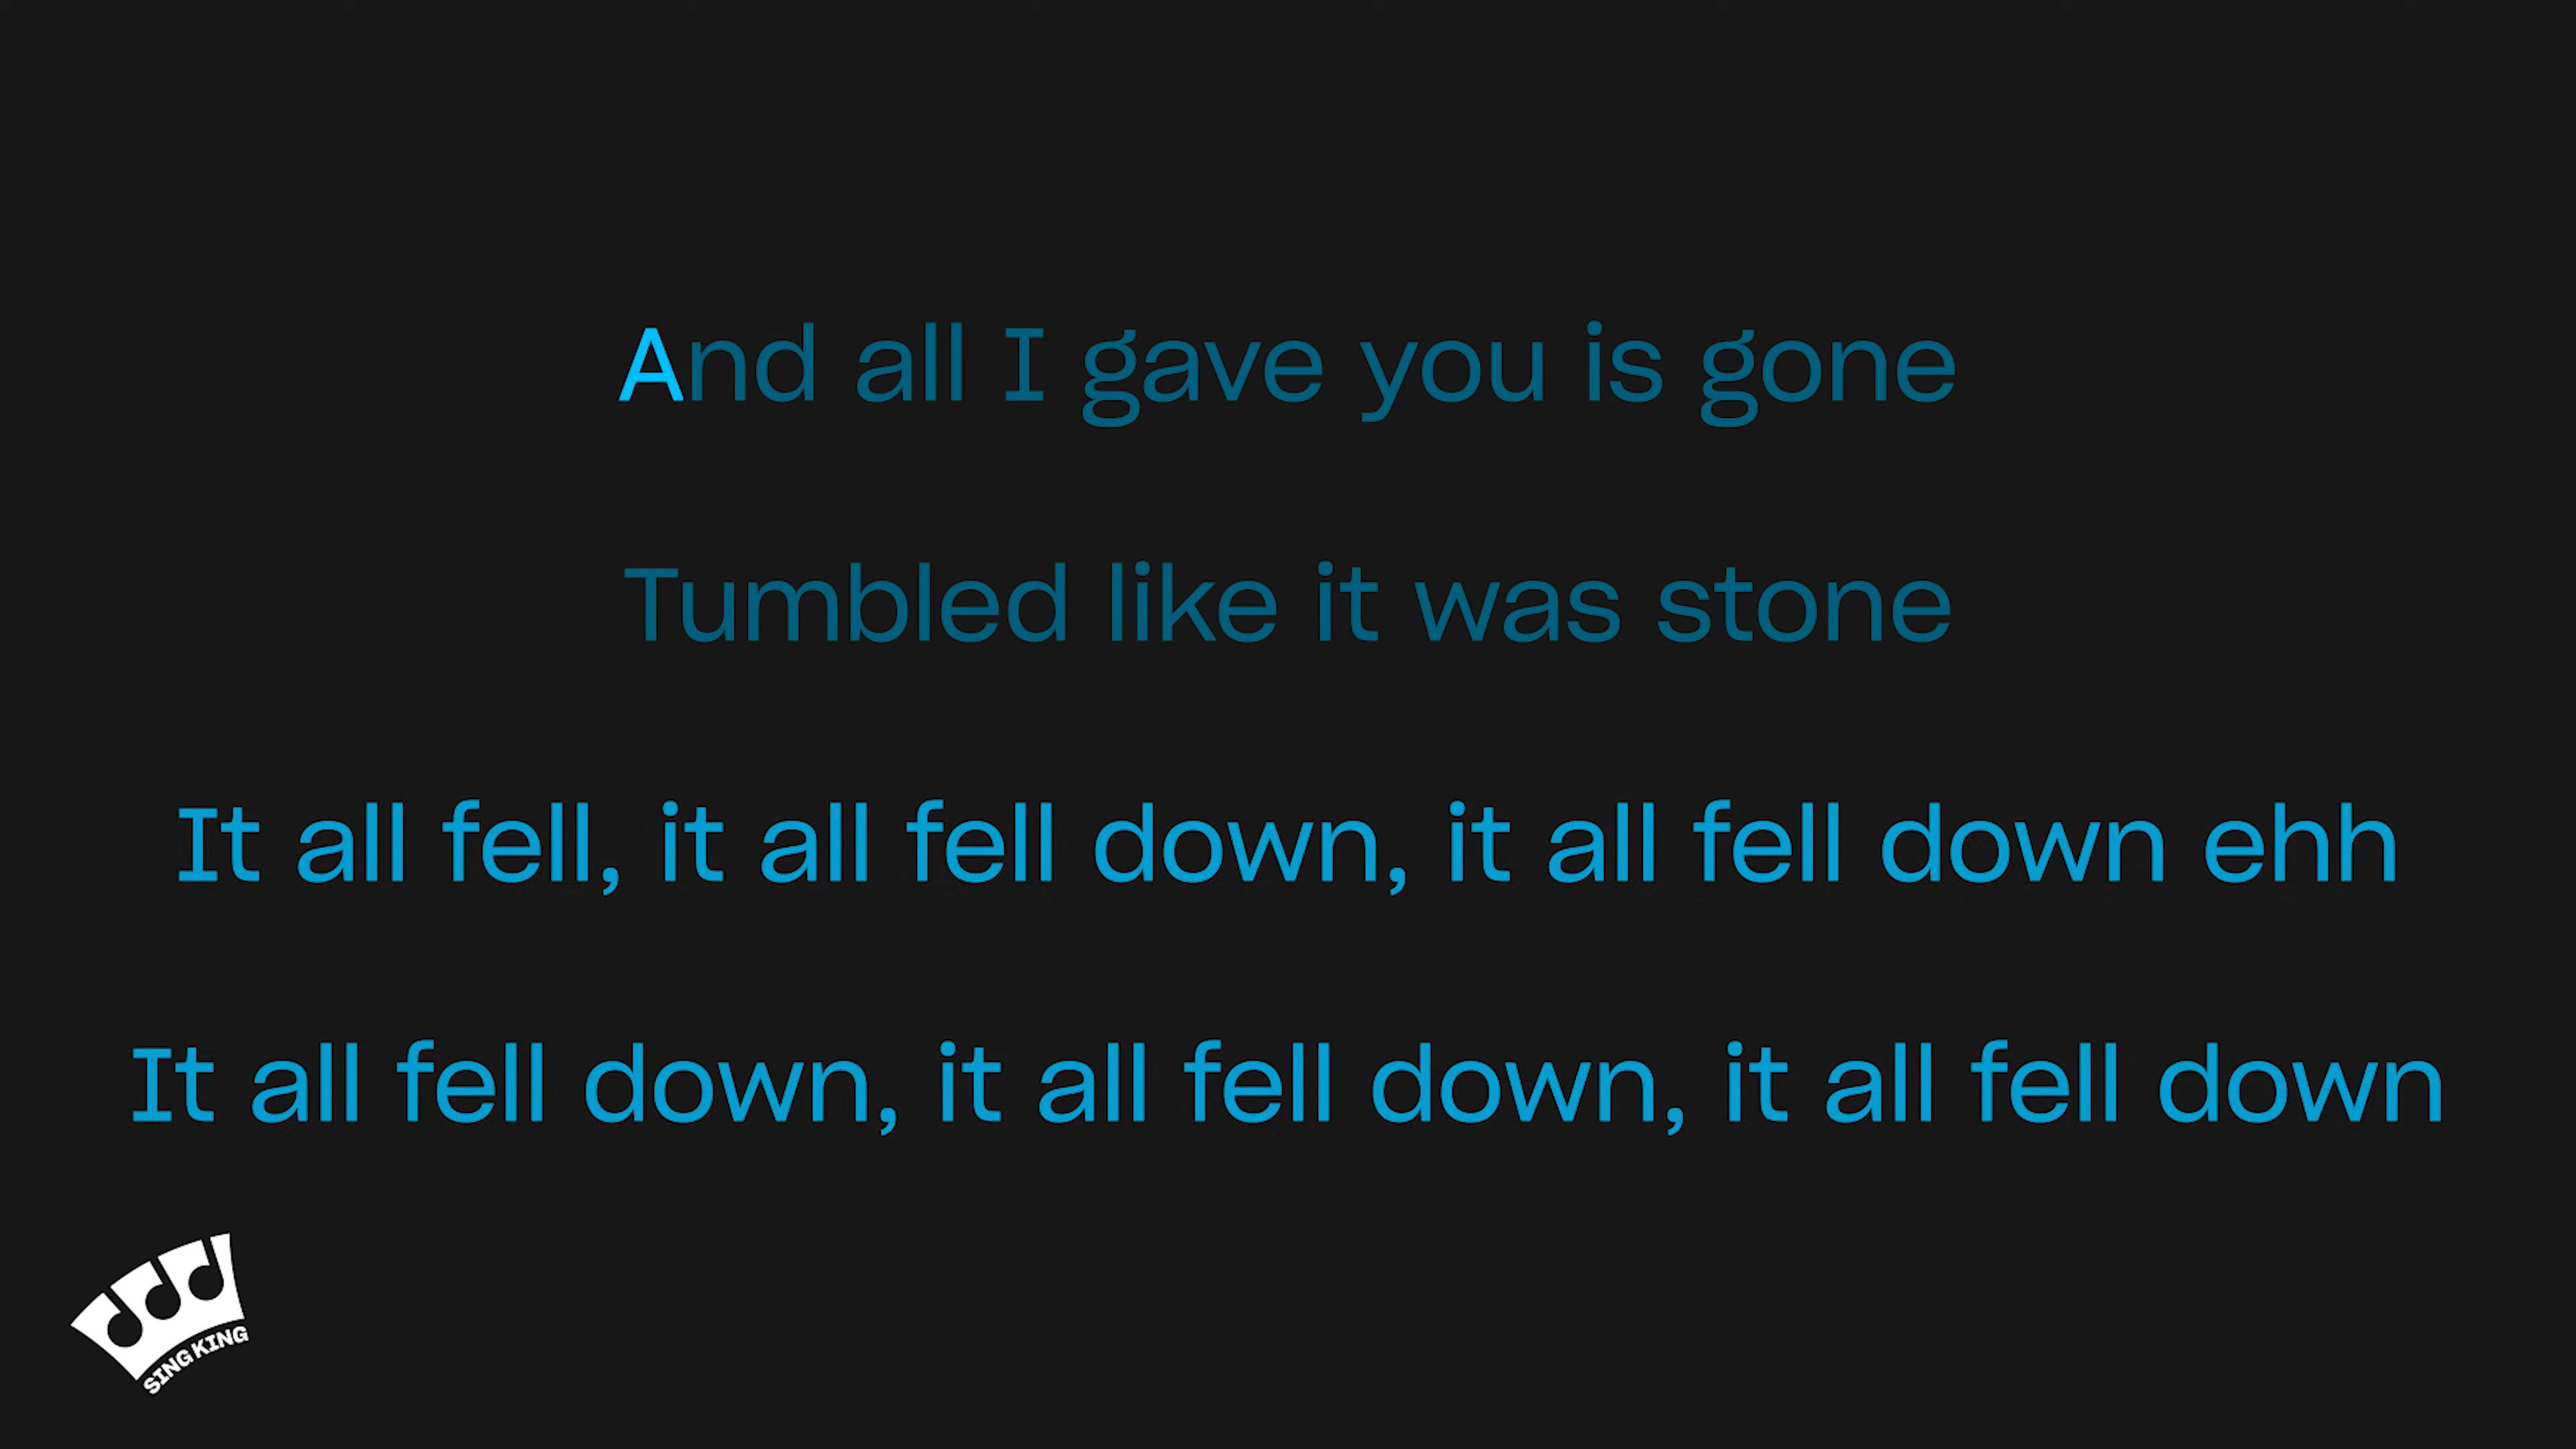 And all I gave you is gone
Tumbled like it was stone
It all fell, it all fell down, it all fell down ehh
It all fell down, it all fell down, it all fell down
SING KING